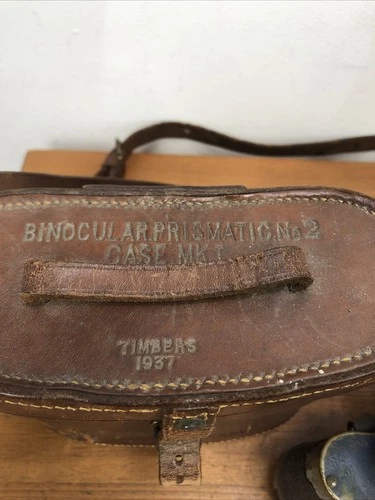 BINOCULAR.PRISMATIC.No 2
CASE MK I
TIMBERS
1937